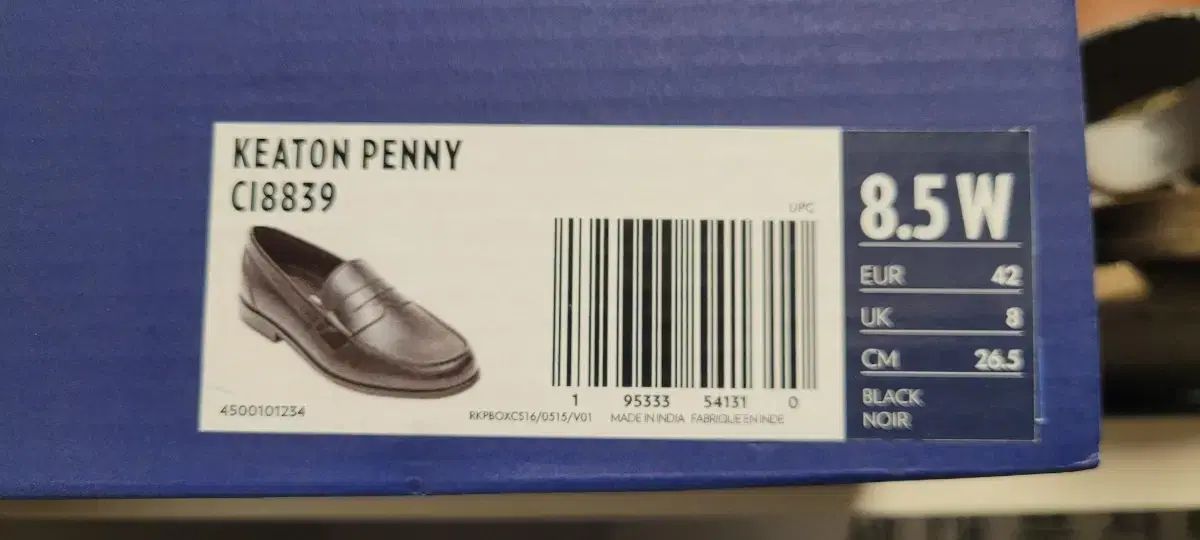 KEATON PENNY
CI8839
UPC
1 95333 54131 0
4500101234
RKPBOXCS16/0515/V01 MADE IN INDIA FABRIQUE EN INDE
8.5 W
EUR 42
UK 8
CM 26.5
BLACK
NOIR